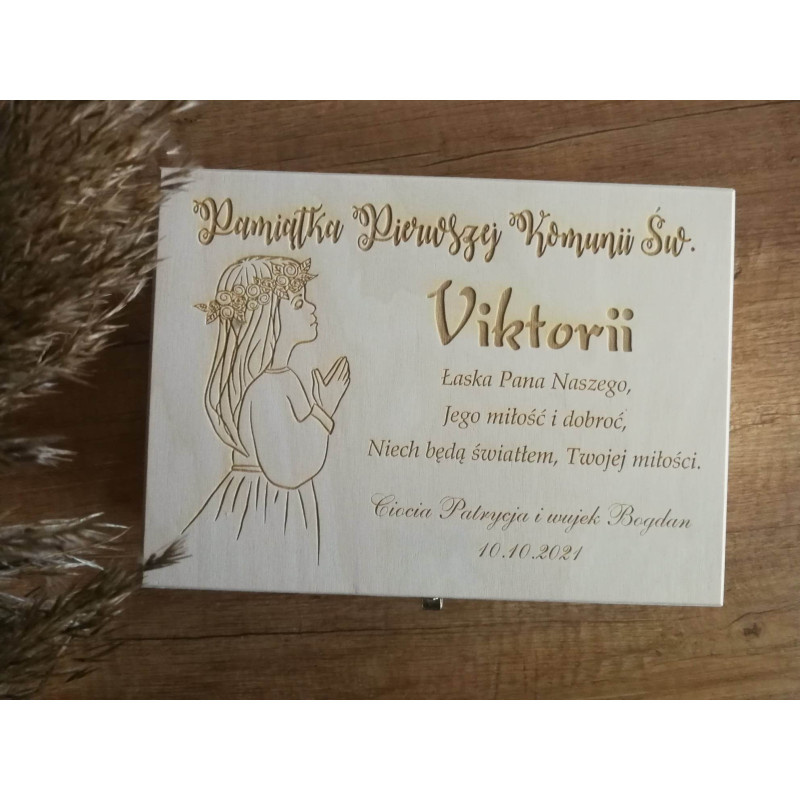 Pamiątka Pierwszej Komunii Św.
Viktorii
Łaska Pana Naszego,
Jego miłość i dobroć,
Niech będą światłem, Twojej miłości.
Ciocia Patrycja i wujek Bogdan
10.10.2021